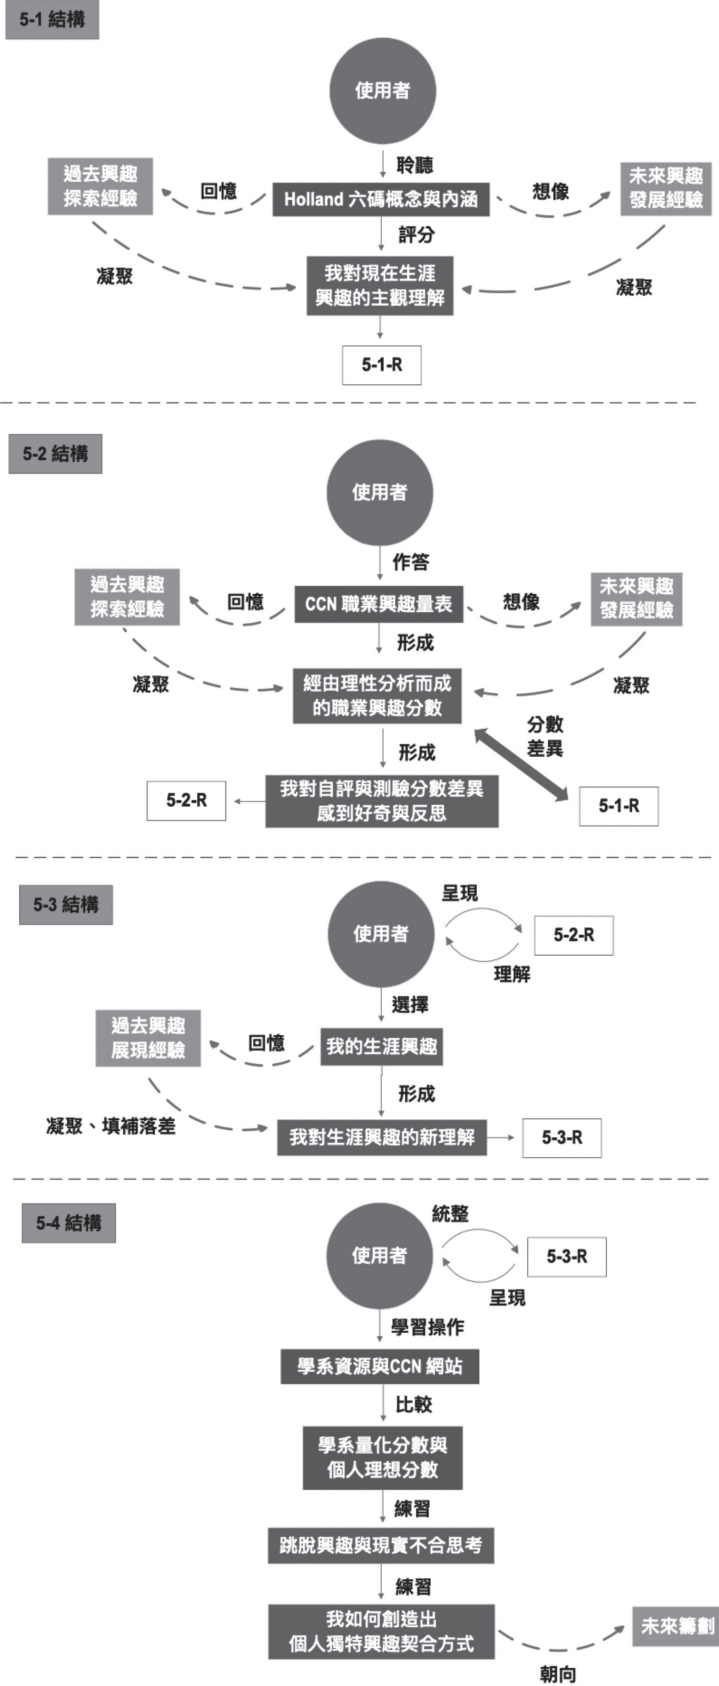 5-1 結構
使用者
聆聽
過去興趣
探索經驗
回憶
Holland 六碼概念與內涵
想像
未來興趣
發展經驗
評分
凝聚
我對現在生涯
興趣的主觀理解
凝聚
5-1-R
5-2 結構
使用者
作答
過去興趣
探索經驗
回憶
CCN 職業興趣量表
想像
未來興趣
發展經驗
形成
凝聚
經由理性分析而成
的職業興趣分數
凝聚
分數
差異
形成
5-2-R
我對自評與測驗分數差異
感到好奇與反思
5-1-R
5-3 結構
使用者
呈現
5-2-R
理解
選擇
過去興趣
展現經驗
回憶
我的生涯興趣
形成
凝聚、填補落差
我對生涯興趣的新理解
5-3-R
5-4 結構
使用者
統整
5-3-R
呈現
學習操作
學系資源與CCN 網站
比較
學系量化分數與
個人理想分數
練習
跳脫興趣與現實不合思考
練習
我如何創造出
個人獨特興趣契合方式
朝向
未來籌劃